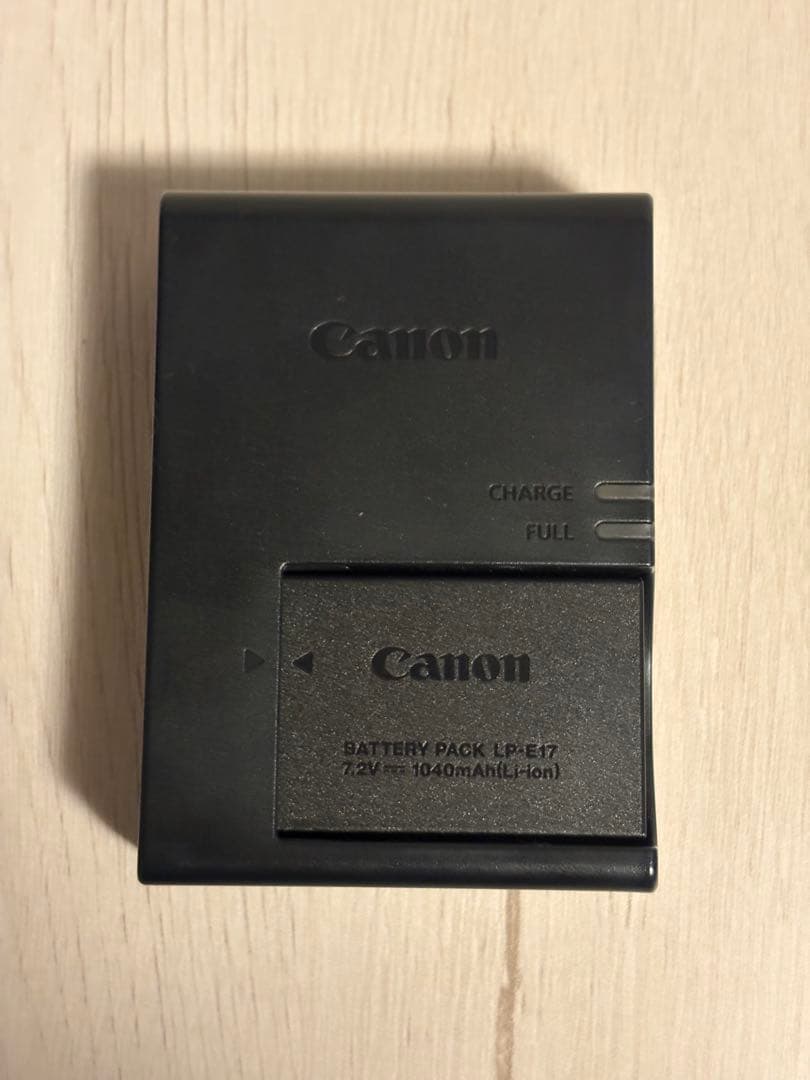 Canon
CHARGE
FULL
Canon
BATTERY PACK LP-E17
7.2V⎓1040mAh(Li-ion)